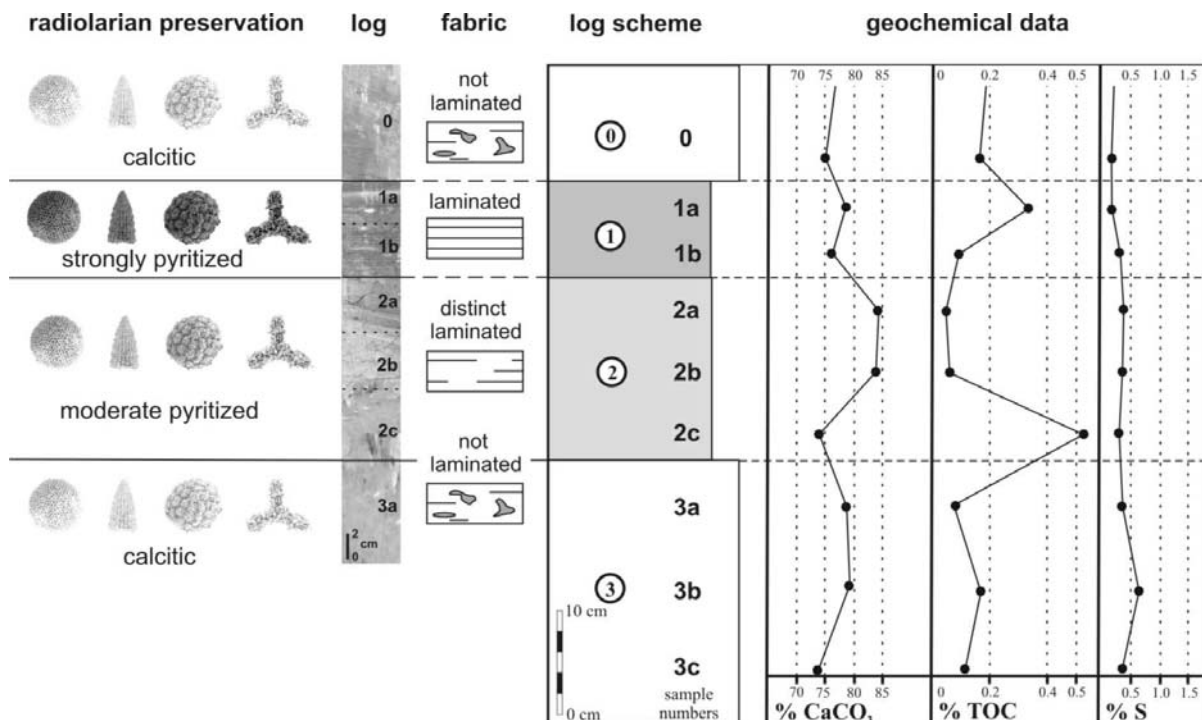 radiolarian preservation
log
fabric
log scheme
geochemical data
calcitic
strongly pyritized
moderate pyritized
calcitic
0
1a
1b
2a
2b
2c
3a
2
cm
0
not
laminated
laminated
distinct
laminated
not
laminated
0
0
1
1a
1b
2
2a
2b
2c
3
3a
3b
3c
10 cm
0 cm
sample
numbers
70 75 80 85
0 0.2 0.5
0.5 1.0 1.5
70 75 80 85
0 0.2 0.5
0.5 1.0 1.5
% CaCO₃
% TOC
% S